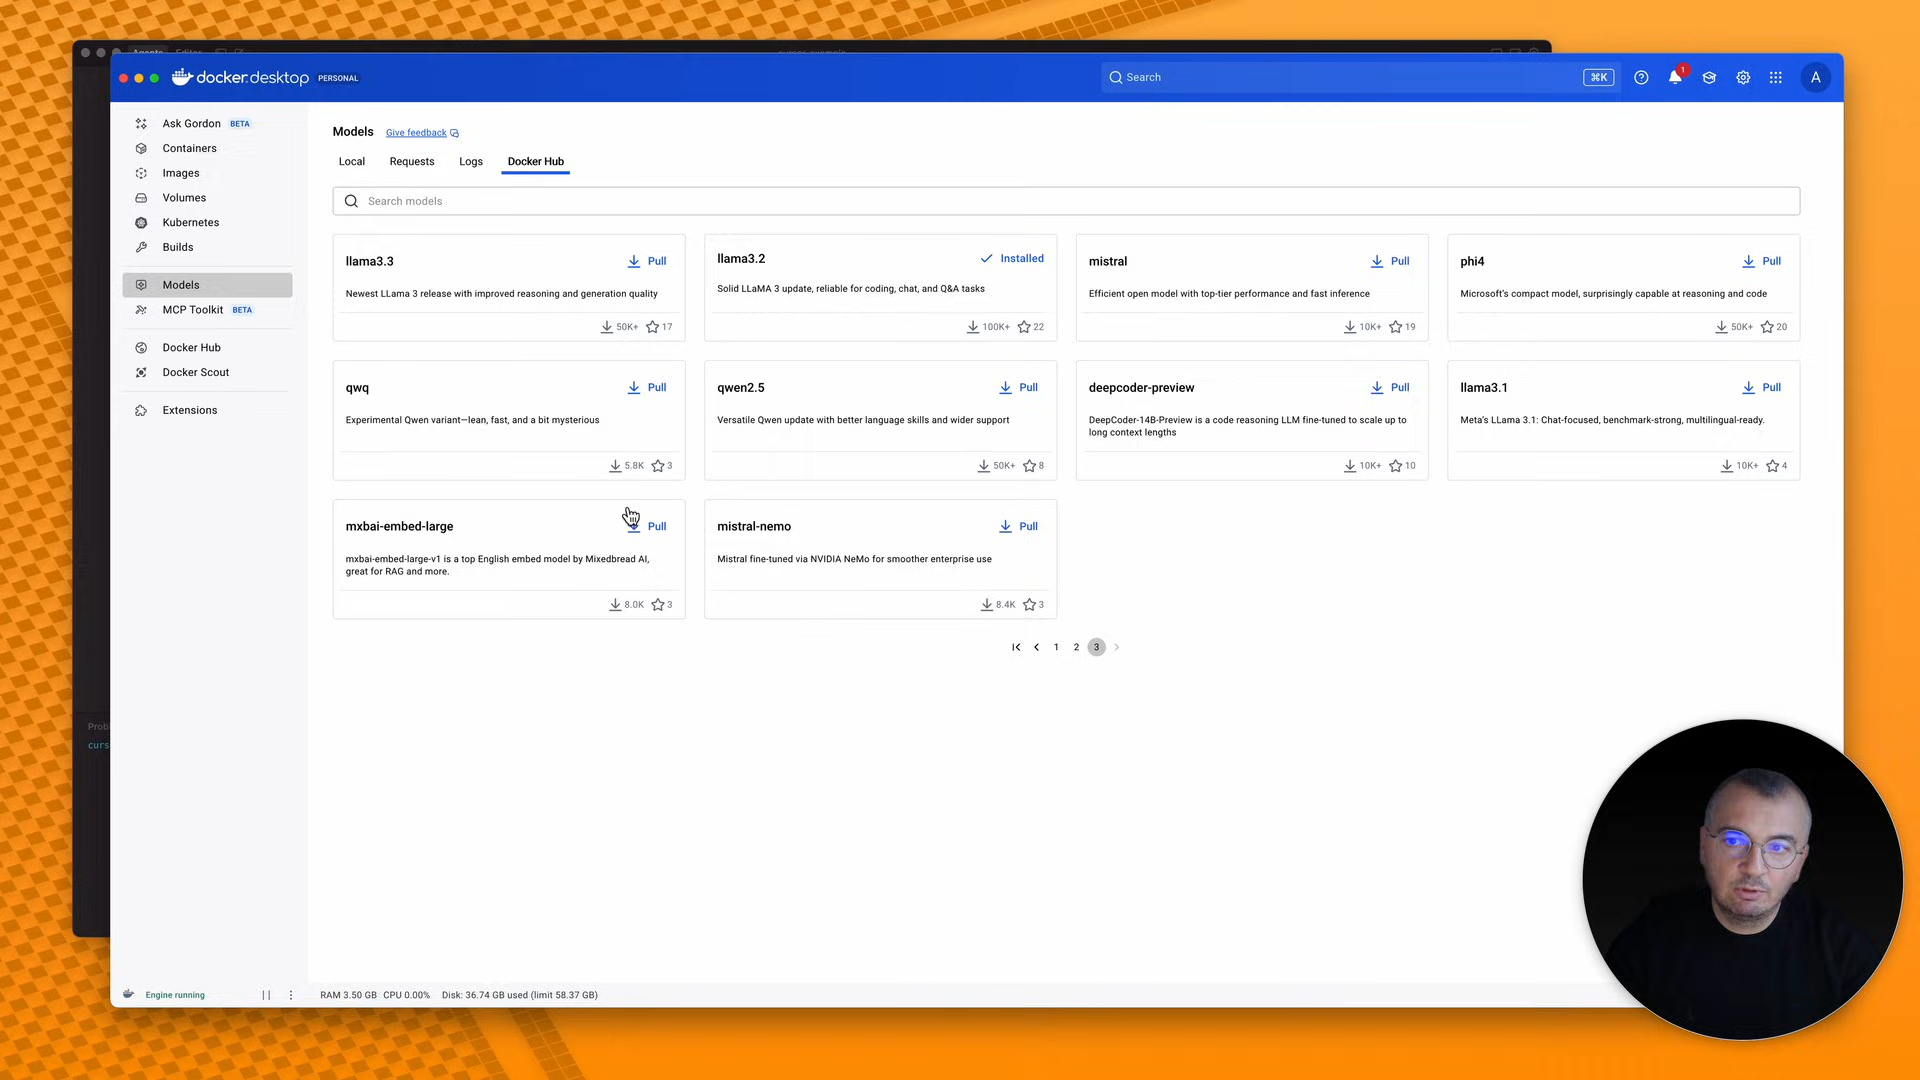 docker.desktop PERSONAL
Search
⌘K
1
A
Ask Gordon BETA
Containers
Images
Volumes
Kubernetes
Builds
Models
MCP Toolkit BETA
Docker Hub
Docker Scout
Extensions
Models Give feedback
Local Requests Logs Docker Hub
Search models
llama3.3 Pull
Newest LLama 3 release with improved reasoning and generation quality
50K+ 17
llama3.2 Installed
Solid LLaMA 3 update, reliable for coding, chat, and Q&A tasks
100K+ 22
mistral Pull
Efficient open model with top-tier performance and fast inference
10K+ 19
phi4 Pull
Microsoft's compact model, surprisingly capable at reasoning and code
50K+ 20
qwq Pull
Experimental Qwen variant—lean, fast, and a bit mysterious
5.8K 3
qwen2.5 Pull
Versatile Qwen update with better language skills and wider support
50K+ 8
deepcoder-preview Pull
DeepCoder-14B-Preview is a code reasoning LLM fine-tuned to scale up to
long context lengths
10K+ 10
llama3.1 Pull
Meta's LLama 3.1: Chat-focused, benchmark-strong, multilingual-ready.
10K+ 4
mxbai-embed-large Pull
mxbai-embed-large-v1 is a top English embed model by Mixedbread AI,
great for RAG and more.
8.0K 3
mistral-nemo Pull
Mistral fine-tuned via NVIDIA NeMo for smoother enterprise use
8.4K 3
1 2 3
Prob
curs
Engine running
RAM 3.50 GB CPU 0.00% Disk: 36.74 GB used (limit 58.37 GB)